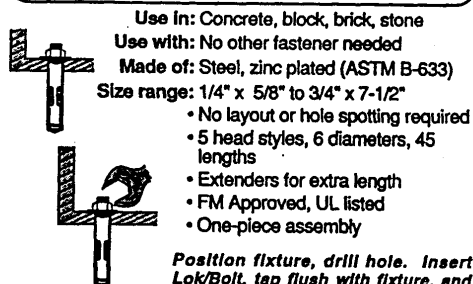 Use in: Concrete, block, brick, stone
Use with: No other fastener needed
Made of: Steel, zinc plated (ASTM B-633)
Size range: 1/4" x 5/8" to 3/4" x 7-1/2"
• No layout or hole spotting required
• 5 head styles, 6 diameters, 45
lengths
• Extenders for extra length
• FM Approved, UL listed
• One-piece assembly
Position fixture, drill hole. Insert
Lok/Bolt, tap flush with fixture, and